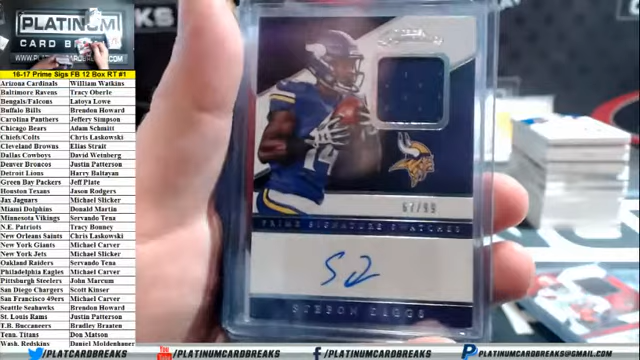 PLATINUM
CARD BREAKS
16-17 Prime Sigs FB 12 Box RT #1
Arizona Cardinals William Watkins
Baltimore Ravens Tracy Oberle
Bengals/Falcons Latoya Lowe
Buffalo Bills Brendon Howard
Carolina Panthers Jeffery Simpson
Chicago Bears Adam Schmitt
Chiefs/Colts Chris Laskowski
Cleveland Browns Elias Strait
Dallas Cowboys David Weinberg
Denver Broncos Justin Patterson
Detroit Lions Harry Baltayan
Green Bay Packers Jeff Plate
Houston Texans Jason Rodgers
Jax Jaguars Michael Slicker
Miami Dolphins Donald Martin
Minnesota Vikings Servando Tena
N.E. Patriots Tracy Bonney
New Orleans Saints Chris Laskowski
New York Giants Michael Carver
New York Jets Michael Slicker
Oakland Raiders Servando Tena
Philadelphia Eagles Michael Carver
Pittsburgh Steelers John Marcum
San Diego Chargers Scott Kinser
San Francisco 49ers Michael Carver
Seattle Seahawks Brendon Howard
St. Louis Rams Justin Patterson
T.B. Buccaneers Bradley Braaten
Tenn. Titans Don Matson
Wash. Redskins Daniel Moldenhauer
14
PRIME SIGNATURE SWATCHES
SD
STEFON DIGGS
@PLATCARDBREAKS
@PLATINUMCARDBREAKS
/PLATINUMCARDBREAKS
PLATINUMBREAKS@GMAIL.COM